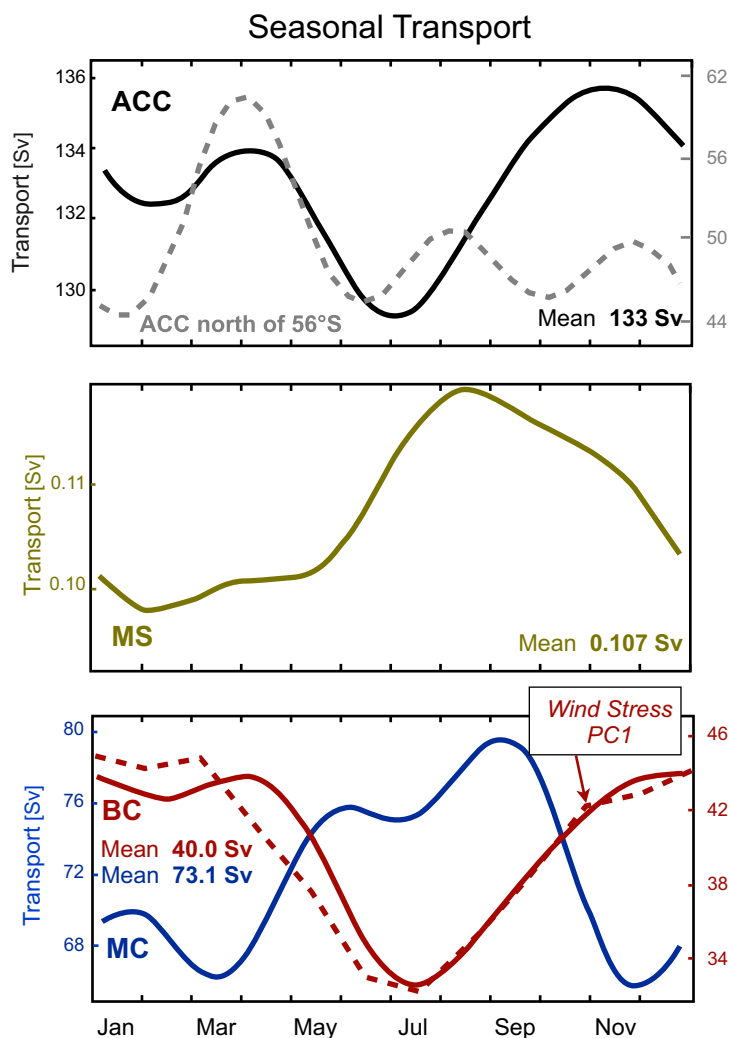 Seasonal Transport
136
134
132
130
Transport [Sv]
ACC
62
56
50
44
ACC north of 56°S
Mean 133 Sv
0.11
0.10
Transport [Sv]
MS
Mean 0.107 Sv
80
76
72
68
Transport [Sv]
Wind Stress
PC1
46
42
38
34
BC
Mean 40.0 Sv
Mean 73.1 Sv
MC
Jan Mar May Jul Sep Nov